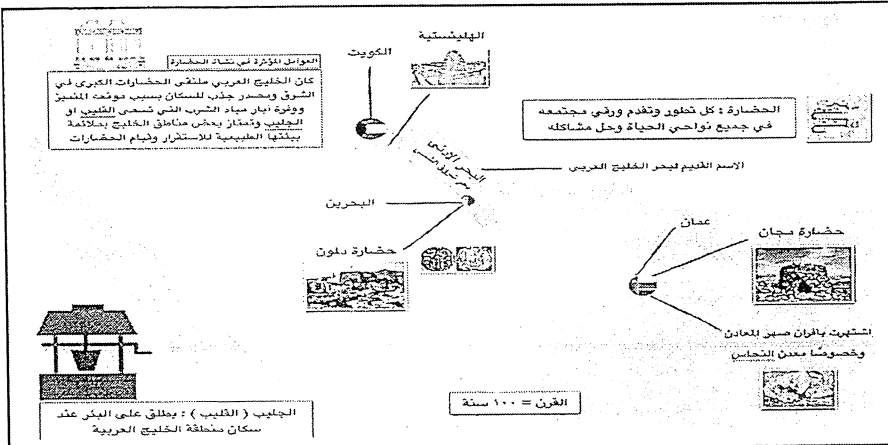 الهلينستية
الكويت
العوامل المؤثرة في نشأة الحضارة
كان الخليج العربي ملتقى الحضارات الكبرى في
الشرق ومصدر جذب للسكان بسبب موقعه المتميز
ووفرة آبار مياه الشرب التي تسمى القليب او
الجليب وتمتاز بعض مناطق الخليج بملائمة
بيئتها الطبيعية للاستقرار وقيام الحضارات
الحضارة : كل تطور وتقدم ورقي مجتمعه
في جميع نواحي الحياة وحل مشاكله
البحر الإرتي
الاسم القديم لبحر الخليج العربي
البحرين
حضارة دلمون
عمان
حضارة مجان
اشتهرت بافران صهر المعادن
وخصوصا معدن النحاس
القرن = ١٠٠ سنة
الجليب ( القليب ) : يطلق على البئر عند
سكان منطقة الخليج العربية